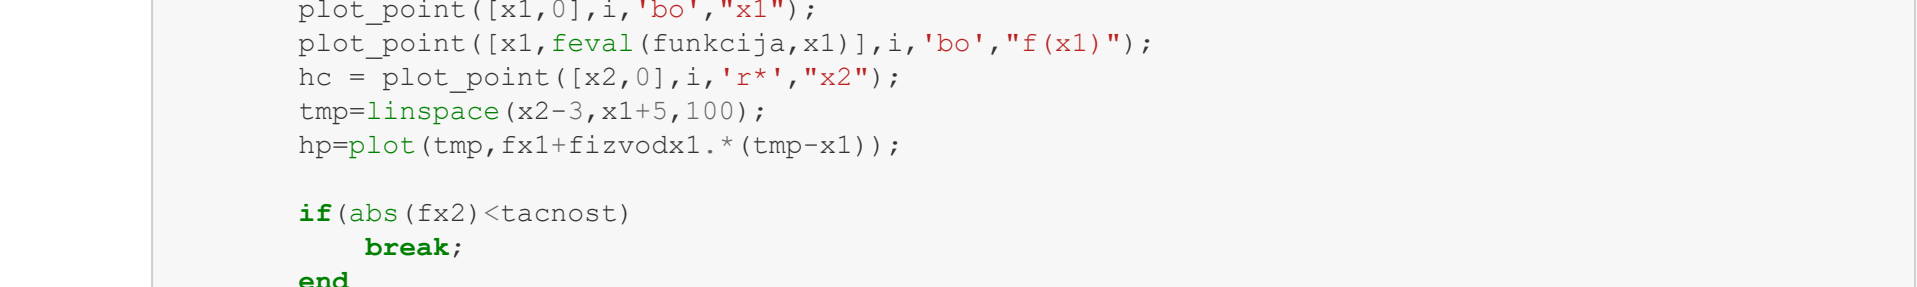 plot_point([x1,0],i,'bo',"x1");
plot_point([x1,feval(funkcija,x1)],i,'bo',"f(x1)");
hc = plot_point([x2,0],i,'r*',"x2");
tmp=linspace(x2-3,x1+5,100);
hp=plot(tmp,fx1+fizvodx1.*(tmp-x1));
if(abs(fx2)<tacnost)
break;
end